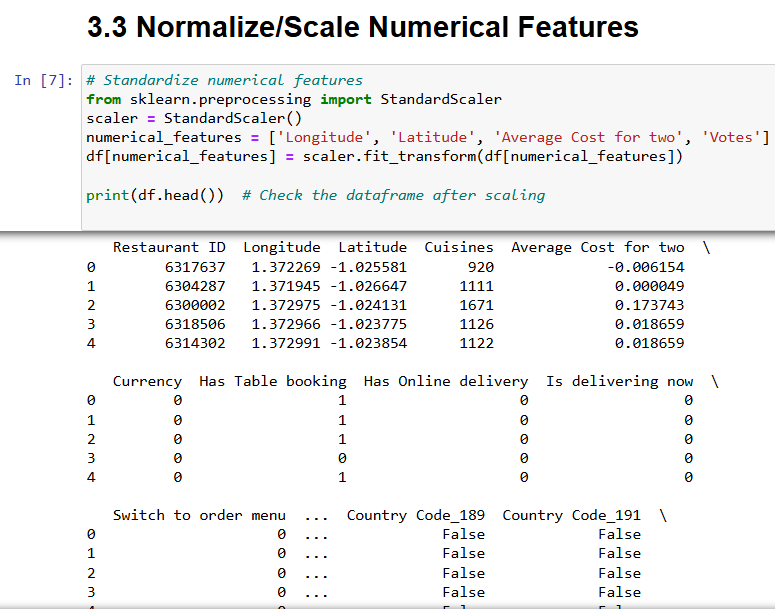 3.3 Normalize/Scale Numerical Features
In [7]: # Standardize numerical features
from sklearn.preprocessing import StandardScaler
scaler = StandardScaler()
numerical_features = ['Longitude', 'Latitude', 'Average Cost for two', 'Votes']
df[numerical_features] = scaler.fit_transform(df[numerical_features])
print(df.head())  # Check the dataframe after scaling
Restaurant ID Longitude Latitude Cuisines Average Cost for two \
0 6317637 1.372269 -1.025581 920 -0.006154
1 6304287 1.371945 -1.026647 1111 0.000049
2 6300002 1.372975 -1.024131 1671 0.173743
3 6318506 1.372966 -1.023775 1126 0.018659
4 6314302 1.372991 -1.023854 1122 0.018659
Currency Has Table booking Has Online delivery Is delivering now \
0 0 1 0 0
1 0 1 0 0
2 0 1 0 0
3 0 0 0 0
4 0 1 0 0
Switch to order menu ... Country Code_189 Country Code_191 \
0 0 ... False False
1 0 ... False False
2 0 ... False False
3 0 ... False False